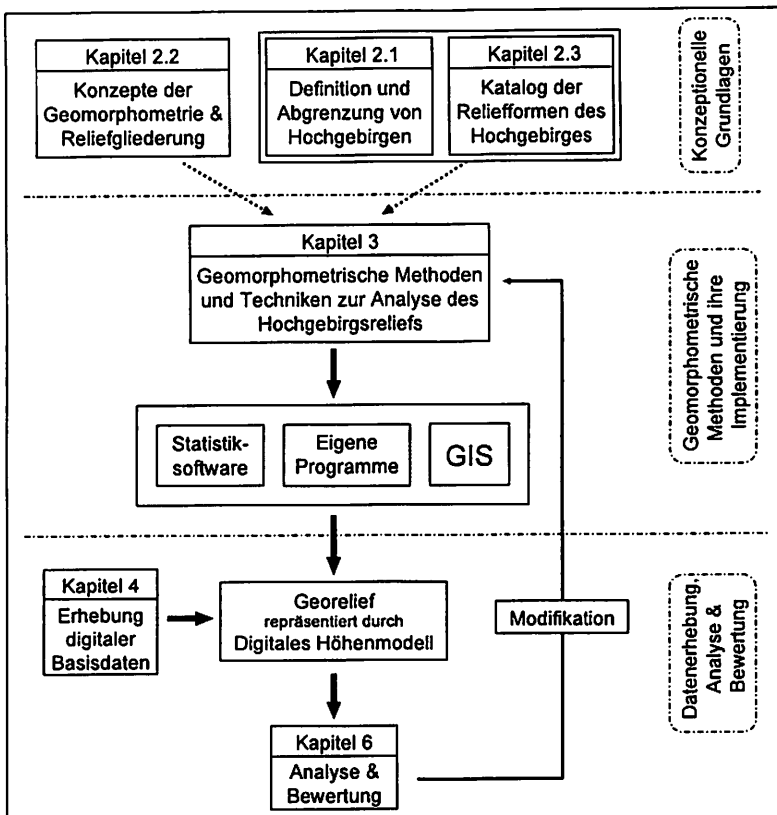 Kapitel 2.2
Konzepte der
Geomorphometrie &
Reliefgliederung
Kapitel 2.1
Definition und
Abgrenzung von
Hochgebirgen
Kapitel 2.3
Katalog der
Reliefformen des
Hochgebirges
Konzeptionelle
Grundlagen
Kapitel 3
Geomorphometrische Methoden
und Techniken zur Analyse des
Hochgebirgsreliefs
Statistik-
software
Eigene
Programme
GIS
Geomorphometrische
Methoden und ihre
Implementierung
Kapitel 4
Erhebung
digitaler
Basisdaten
Georelief
repräsentiert durch
Digitales Höhenmodell
Modifikation
Kapitel 6
Analyse &
Bewertung
Datenerhebung,
Analyse &
Bewertung